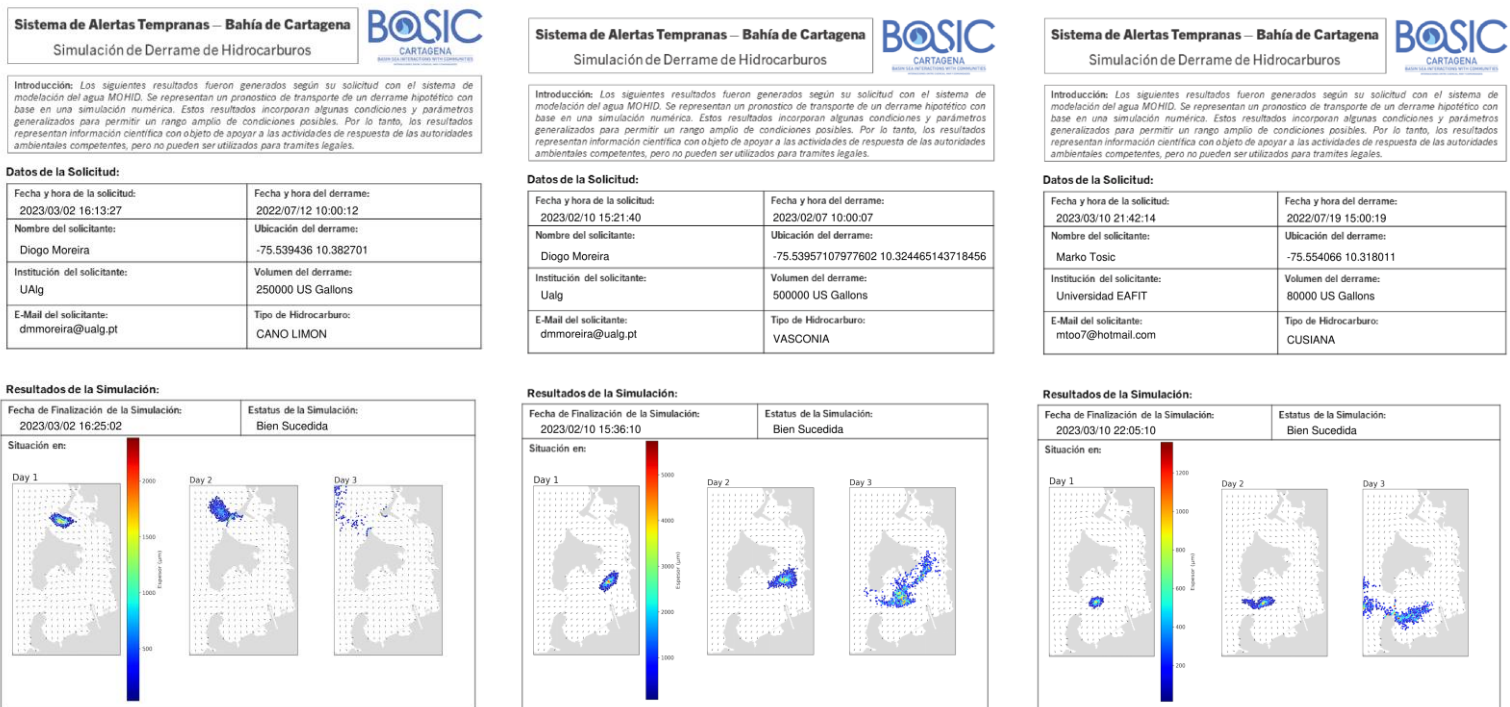 Sistema de Alertas Tempranas – Bahía de Cartagena
Simulación de Derrame de Hidrocarburos
BASIC
CARTAGENA
BASIN SEA INTERACTIONS WITH COMMUNITIES
Introducción: Los siguientes resultados fueron generados según su solicitud con el sistema de
modelación del agua MOHID. Se representan un pronostico de transporte de un derrame hipotético con
base en una simulación numérica. Estos resultados incorporan algunas condiciones y parámetros
generalizados para permitir un rango amplio de condiciones posibles. Por lo tanto, los resultados
representan información científica con objeto de apoyar a las actividades de respuesta de las autoridades
ambientales competentes, pero no pueden ser utilizados para tramites legales.
Datos de la Solicitud:
Fecha y hora de la solicitud:
2023/03/02 16:13:27
Fecha y hora del derrame:
2022/07/12 10:00:12
Nombre del solicitante:
Diogo Moreira
Ubicación del derrame:
-75.539436 10.382701
Institución del solicitante:
UAlg
Volumen del derrame:
250000 US Gallons
E-Mail del solicitante:
dmmoreira@ualg.pt
Tipo de Hidrocarburo:
CANO LIMON
Resultados de la Simulación:
Fecha de Finalización de la Simulación:
2023/03/02 16:25:02
Estatus de la Simulación:
Bien Sucedida
Situación en:
Day 1
2000
1500
1000
500
Espesor (μm)
Day 2
Day 3
Sistema de Alertas Tempranas – Bahía de Cartagena
Simulación de Derrame de Hidrocarburos
BASIC
CARTAGENA
BASIN SEA INTERACTIONS WITH COMMUNITIES
Introducción: Los siguientes resultados fueron generados según su solicitud con el sistema de
modelación del agua MOHID. Se representan un pronostico de transporte de un derrame hipotético con
base en una simulación numérica. Estos resultados incorporan algunas condiciones y parámetros
generalizados para permitir un rango amplio de condiciones posibles. Por lo tanto, los resultados
representan información científica con objeto de apoyar a las actividades de respuesta de las autoridades
ambientales competentes, pero no pueden ser utilizados para tramites legales.
Datos de la Solicitud:
Fecha y hora de la solicitud:
2023/02/10 15:21:40
Fecha y hora del derrame:
2023/02/07 10:00:07
Nombre del solicitante:
Diogo Moreira
Ubicación del derrame:
-75.53957107977602 10.324465143718456
Institución del solicitante:
Ualg
Volumen del derrame:
500000 US Gallons
E-Mail del solicitante:
dmmoreira@ualg.pt
Tipo de Hidrocarburo:
VASCONIA
Resultados de la Simulación:
Fecha de Finalización de la Simulación:
2023/02/10 15:36:10
Estatus de la Simulación:
Bien Sucedida
Situación en:
Day 1
5000
4000
3000
2000
1000
Espesor (μm)
Day 2
Day 3
Sistema de Alertas Tempranas – Bahía de Cartagena
Simulación de Derrame de Hidrocarburos
BASIC
CARTAGENA
BASIN SEA INTERACTIONS WITH COMMUNITIES
Introducción: Los siguientes resultados fueron generados según su solicitud con el sistema de
modelación del agua MOHID. Se representan un pronostico de transporte de un derrame hipotético con
base en una simulación numérica. Estos resultados incorporan algunas condiciones y parámetros
generalizados para permitir un rango amplio de condiciones posibles. Por lo tanto, los resultados
representan información científica con objeto de apoyar a las actividades de respuesta de las autoridades
ambientales competentes, pero no pueden ser utilizados para tramites legales.
Datos de la Solicitud:
Fecha y hora de la solicitud:
2023/03/10 21:42:14
Fecha y hora del derrame:
2022/07/19 15:00:19
Nombre del solicitante:
Marko Tosic
Ubicación del derrame:
-75.554066 10.318011
Institución del solicitante:
Universidad EAFIT
Volumen del derrame:
80000 US Gallons
E-Mail del solicitante:
mtoo7@hotmail.com
Tipo de Hidrocarburo:
CUSIANA
Resultados de la Simulación:
Fecha de Finalización de la Simulación:
2023/03/10 22:05:10
Estatus de la Simulación:
Bien Sucedida
Situación en:
Day 1
1200
1000
800
600
400
200
Espesor (μm)
Day 2
Day 3